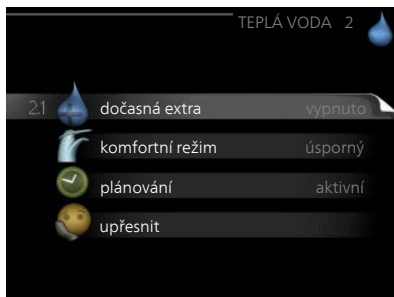 TEPLÁ VODA 2
2.1 dočasná extra vypnuto
komfortní režim úsporný
plánování aktivní
upřesnit